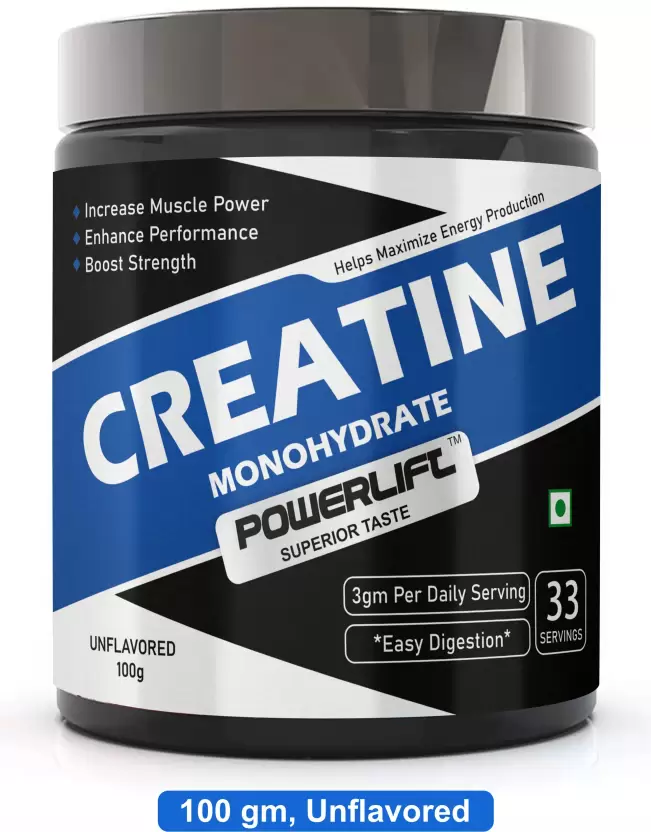 Increase Muscle Power
Enhance Performance
Boost Strength
Helps Maximize Energy Production
CREATINE
MONOHYDRATE
POWERLIFT™
SUPERIOR TASTE
3gm Per Daily Serving
*Easy Digestion*
33
SERVINGS
UNFLAVORED
100g
100 gm, Unflavored